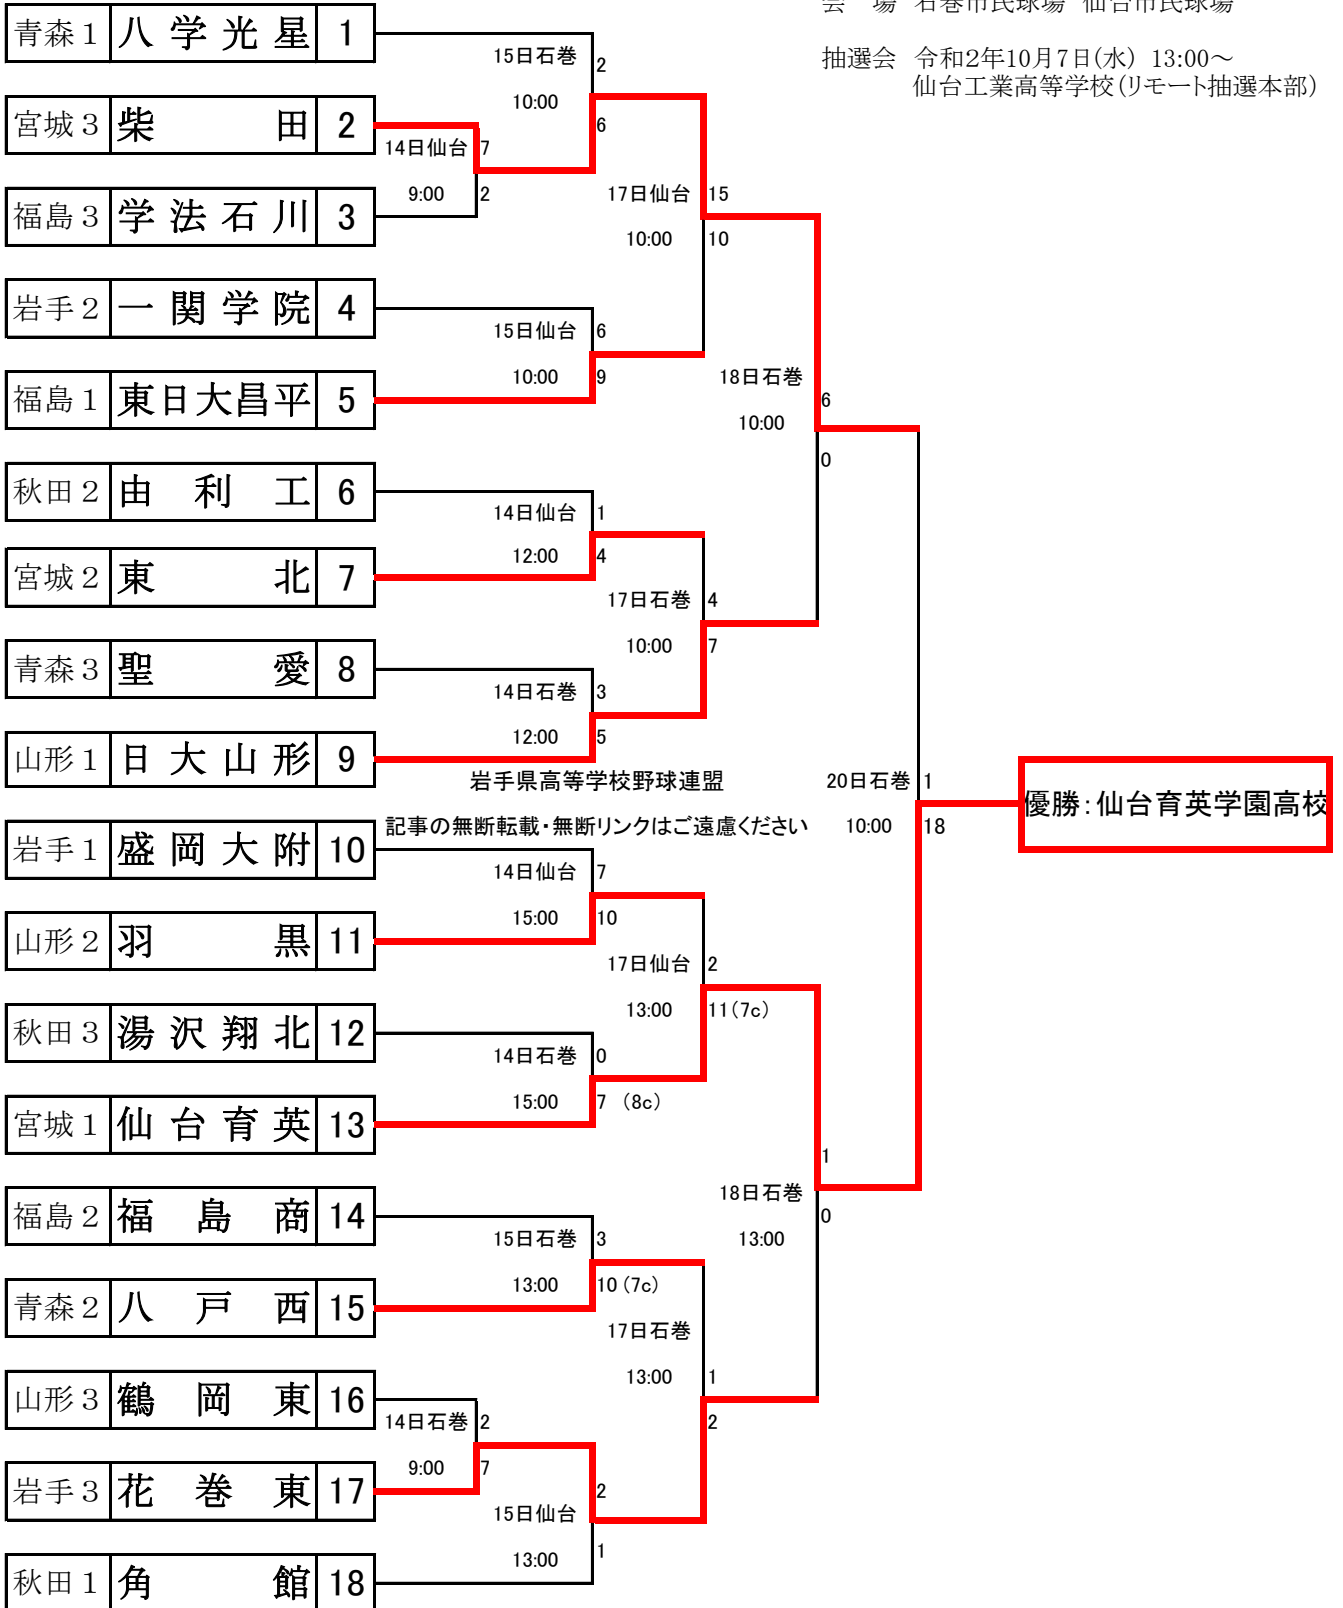 会　場　石巻市民球場　仙台市民球場
抽選会　令和2年10月7日(水)　13:00～
仙台工業高等学校(リモート抽選本部)
青森１ 八学光星 1
宮城３ 柴田 2
福島３ 学法石川 3
岩手２ 一関学院 4
福島１ 東日大昌平 5
秋田２ 由利工 6
宮城２ 東北 7
青森３ 聖愛 8
山形１ 日大山形 9
岩手１ 盛岡大附 10
山形２ 羽黒 11
秋田３ 湯沢翔北 12
宮城１ 仙台育英 13
福島２ 福島商 14
青森２ 八戸西 15
山形３ 鶴岡東 16
岩手３ 花巻東 17
秋田１ 角館 18
14日仙台 7
9:00 2
14日石巻 2
9:00 7
15日石巻 2
10:00 6
15日仙台 6
10:00 9
14日仙台 1
12:00 4
14日石巻 3
12:00 5
14日仙台 7
15:00 10
14日石巻 0
15:00 7 (8c)
15日石巻 3
13:00 10(7c)
15日仙台 2
13:00 1
17日仙台 15
10:00 10
17日石巻 4
10:00 7
17日仙台 2
13:00 11(7c)
17日石巻
13:00 1
2
18日石巻 6
10:00 0
18日石巻 1
13:00 0
岩手県高等学校野球連盟
記事の無断転載・無断リンクはご遠慮ください
20日石巻 1
10:00 18
優勝：仙台育英学園高校